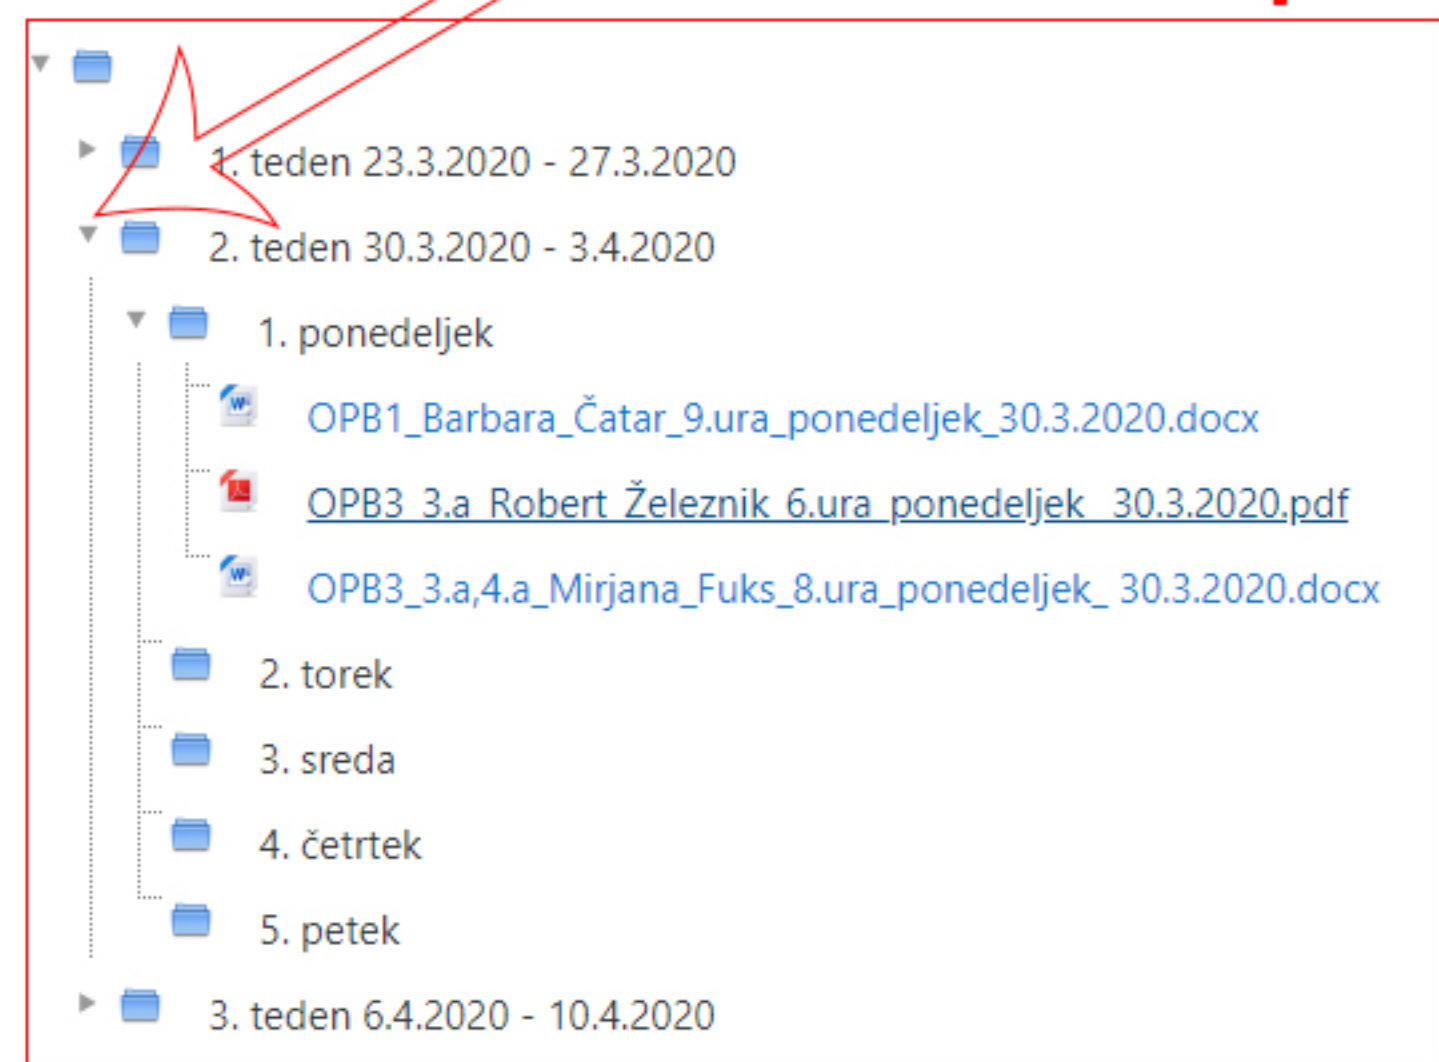 1. teden 23.3.2020 - 27.3.2020
2. teden 30.3.2020 - 3.4.2020
1. ponedeljek
OPB1_Barbara_Čatar_9.ura_ponedeljek_30.3.2020.docx
OPB3_3.a_Robert_Železnik_6.ura_ponedeljek_ 30.3.2020.pdf
OPB3_3.a,4.a_Mirjana_Fuks_8.ura_ponedeljek_ 30.3.2020.docx
2. torek
3. sreda
4. četrtek
5. petek
3. teden 6.4.2020 - 10.4.2020